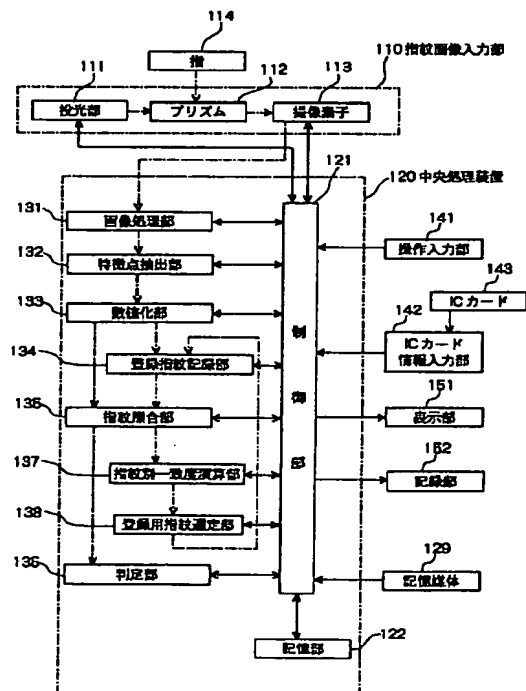 114
指
110 指紋画像入力部
111
112
113
投光部
プリズム
撮像素子
121
120 中央処理装置
131
画像処理部
141
操作入力部
132
特徴点抽出部
143
ICカード
133
数値化部
142
ICカード
情報入力部
134
登録指紋記録部
制御部
151
表示部
135
指紋照合部
152
記録部
137
指紋別一致度演算部
138
登録用指紋選定部
136
判定部
129
記憶媒体
記憶部
122